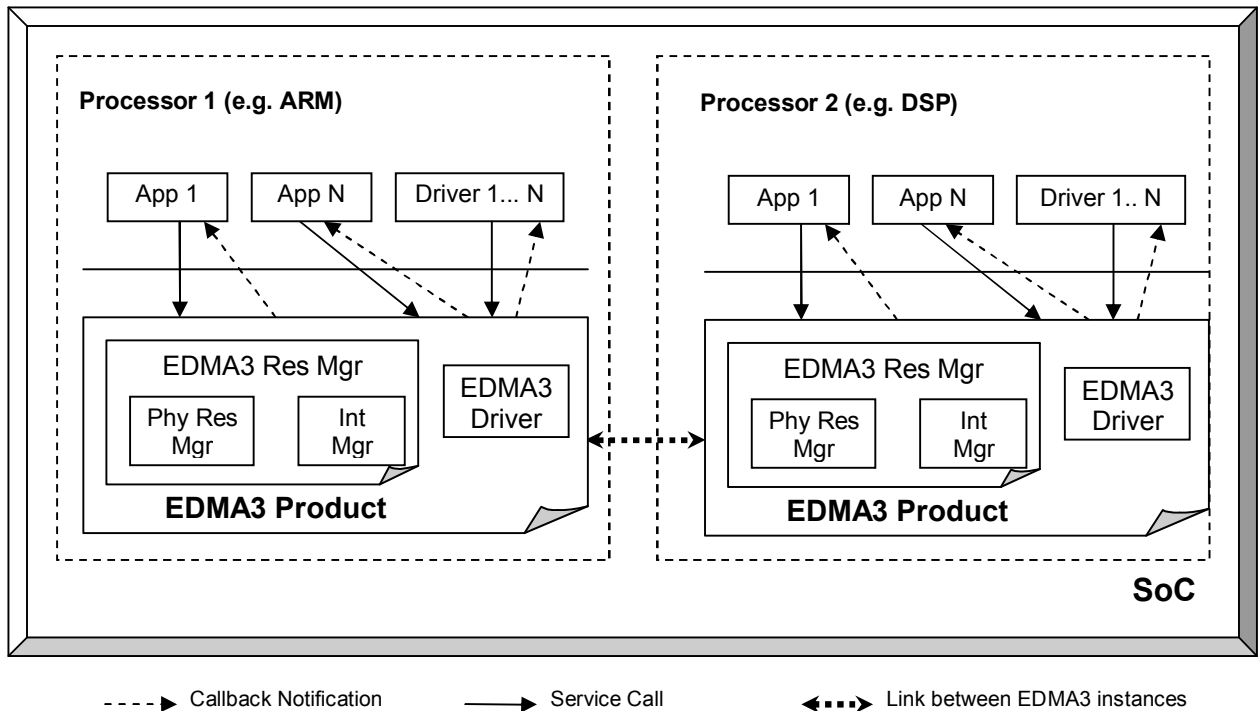 Processor 1 (e.g. ARM)
App 1
App N
Driver 1... N
EDMA3 Res Mgr
Phy Res
Mgr
Int
Mgr
EDMA3
Driver
EDMA3 Product
Processor 2 (e.g. DSP)
App 1
App N
Driver 1.. N
EDMA3 Res Mgr
Phy Res
Mgr
Int
Mgr
EDMA3
Driver
EDMA3 Product
SoC
Callback Notification
Service Call
Link between EDMA3 instances